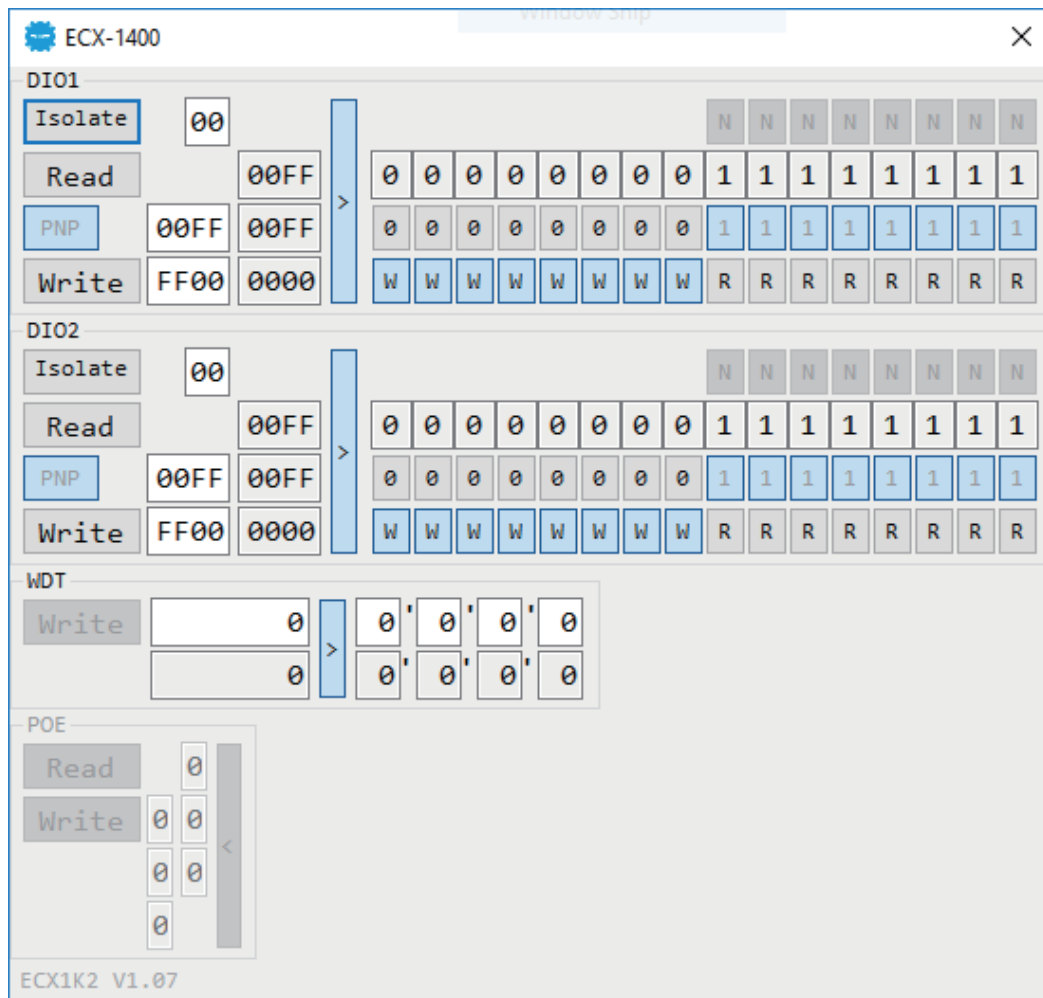 Window Snip
ECX-1400
DIO1
Isolate 00 N N N N N N N N
Read 00FF > 0 0 0 0 0 0 0 0 1 1 1 1 1 1 1 1
PNP 00FF 00FF 0 0 0 0 0 0 0 0 1 1 1 1 1 1 1 1
Write FF00 0000 W W W W W W W W R R R R R R R R
DIO2
Isolate 00 N N N N N N N N
Read 00FF > 0 0 0 0 0 0 0 0 1 1 1 1 1 1 1 1
PNP 00FF 00FF 0 0 0 0 0 0 0 0 1 1 1 1 1 1 1 1
Write FF00 0000 W W W W W W W W R R R R R R R R
WDT
Write 0 > 0 ' 0 ' 0 ' 0
0 0 ' 0 ' 0 ' 0
POE
Read 0
Write 0 0 <
0 0
0
ECX1K2 V1.07